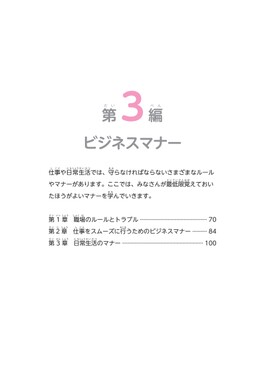 第3編
ビジネスマナー
仕事や日常生活では、守らなければならないさまざまなルール
やマナーがあります。ここでは、みなさんが最低限覚えておい
たほうがよいマナーを学んでいきます。
第1章 職場のルールとトラブル 70
第2章 仕事をスムーズに行うためのビジネスマナー 84
第3章 日常生活のマナー 100